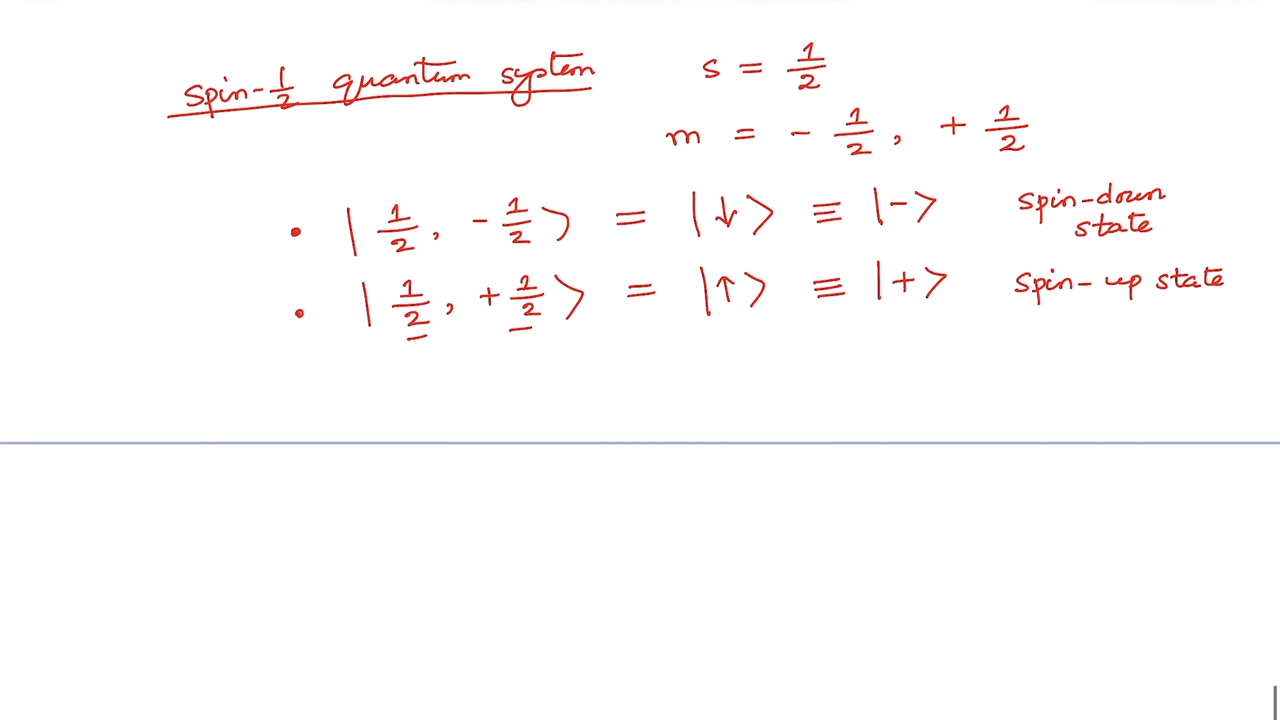 spin-1/2 quantum system s = 1/2
m = - 1/2, + 1/2
• | 1/2, - 1/2 ⟩ = |↓⟩ ≡ |-⟩ spin-down state
• | 1/2, + 1/2 ⟩ = |↑⟩ ≡ |+⟩ spin-up state